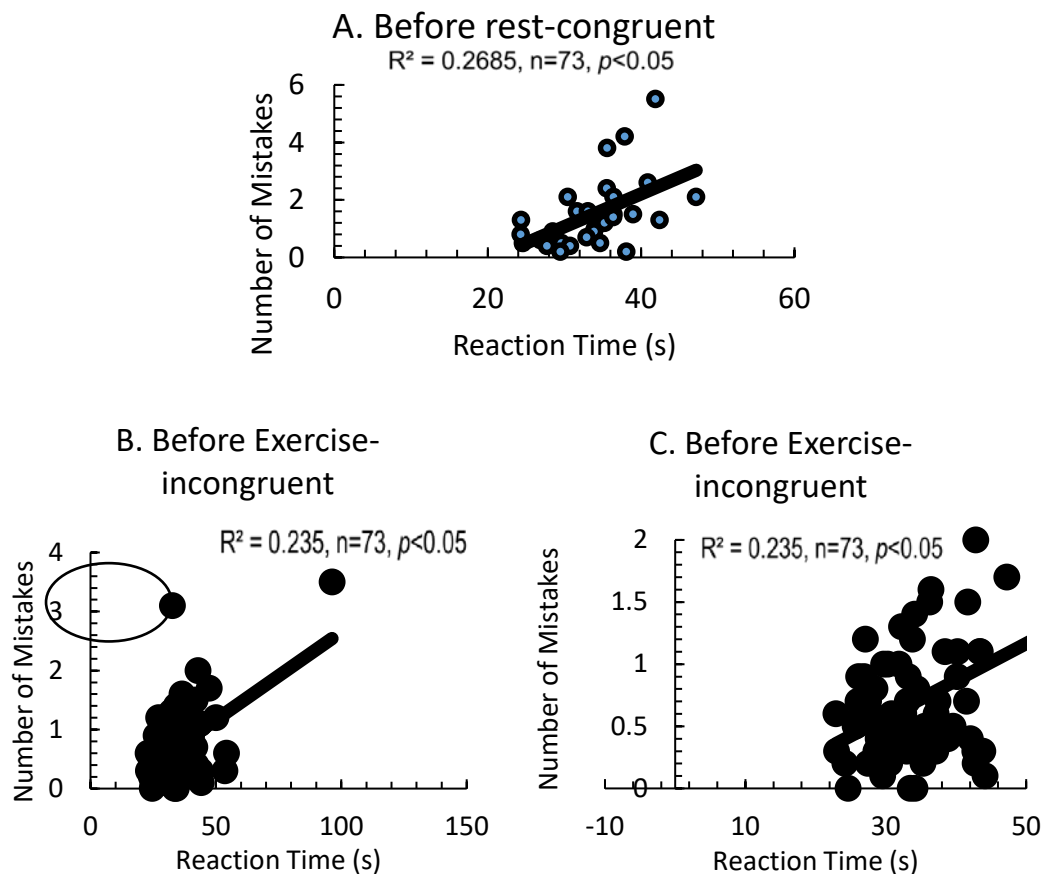 A. Before rest-congruent
R² = 0.2685, n=73, p<0.05
6
4
2
0
0 20 40 60
Number of Mistakes
Reaction Time (s)
B. Before Exercise-
incongruent
R² = 0.235, n=73, p<0.05
4
3
2
1
0
0 50 100 150
Number of Mistakes
Reaction Time (s)
C. Before Exercise-
incongruent
R² = 0.235, n=73, p<0.05
2
1.5
1
0.5
0
-10 10 30 50
Number of Mistakes
Reaction Time (s)